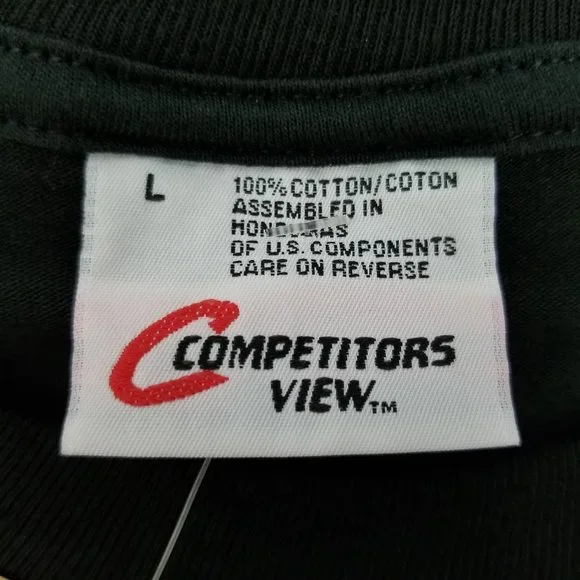 L
100% COTTON/COTON
ASSEMBLED IN
HONDURAS
OF U.S. COMPONENTS
CARE ON REVERSE
COMPETITORS
VIEW™